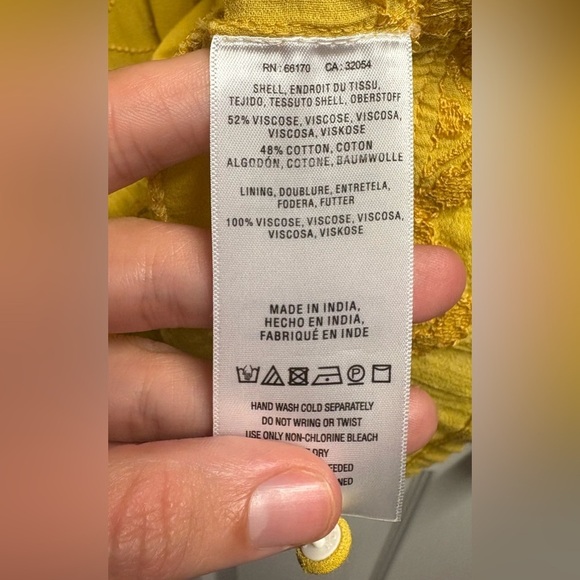 RN : 66170 CA : 32054
SHELL, ENDROIT DU TISSU,
TEJIDO, TESSUTO SHELL, OBERSTOFF
52% VISCOSE, VISCOSE, VISCOSA,
VISCOSA, VISKOSE
48% COTTON, COTON
ALGODÓN, COTONE, BAUMWOLLE
LINING, DOUBLURE, ENTRETELA,
FODERA, FUTTER
100% VISCOSE, VISCOSE, VISCOSA,
VISCOSA, VISKOSE
MADE IN INDIA,
HECHO EN INDIA,
FABRIQUÉ EN INDE
P
HAND WASH COLD SEPARATELY
DO NOT WRING OR TWIST
USE ONLY NON-CHLORINE BLEACH
DRY